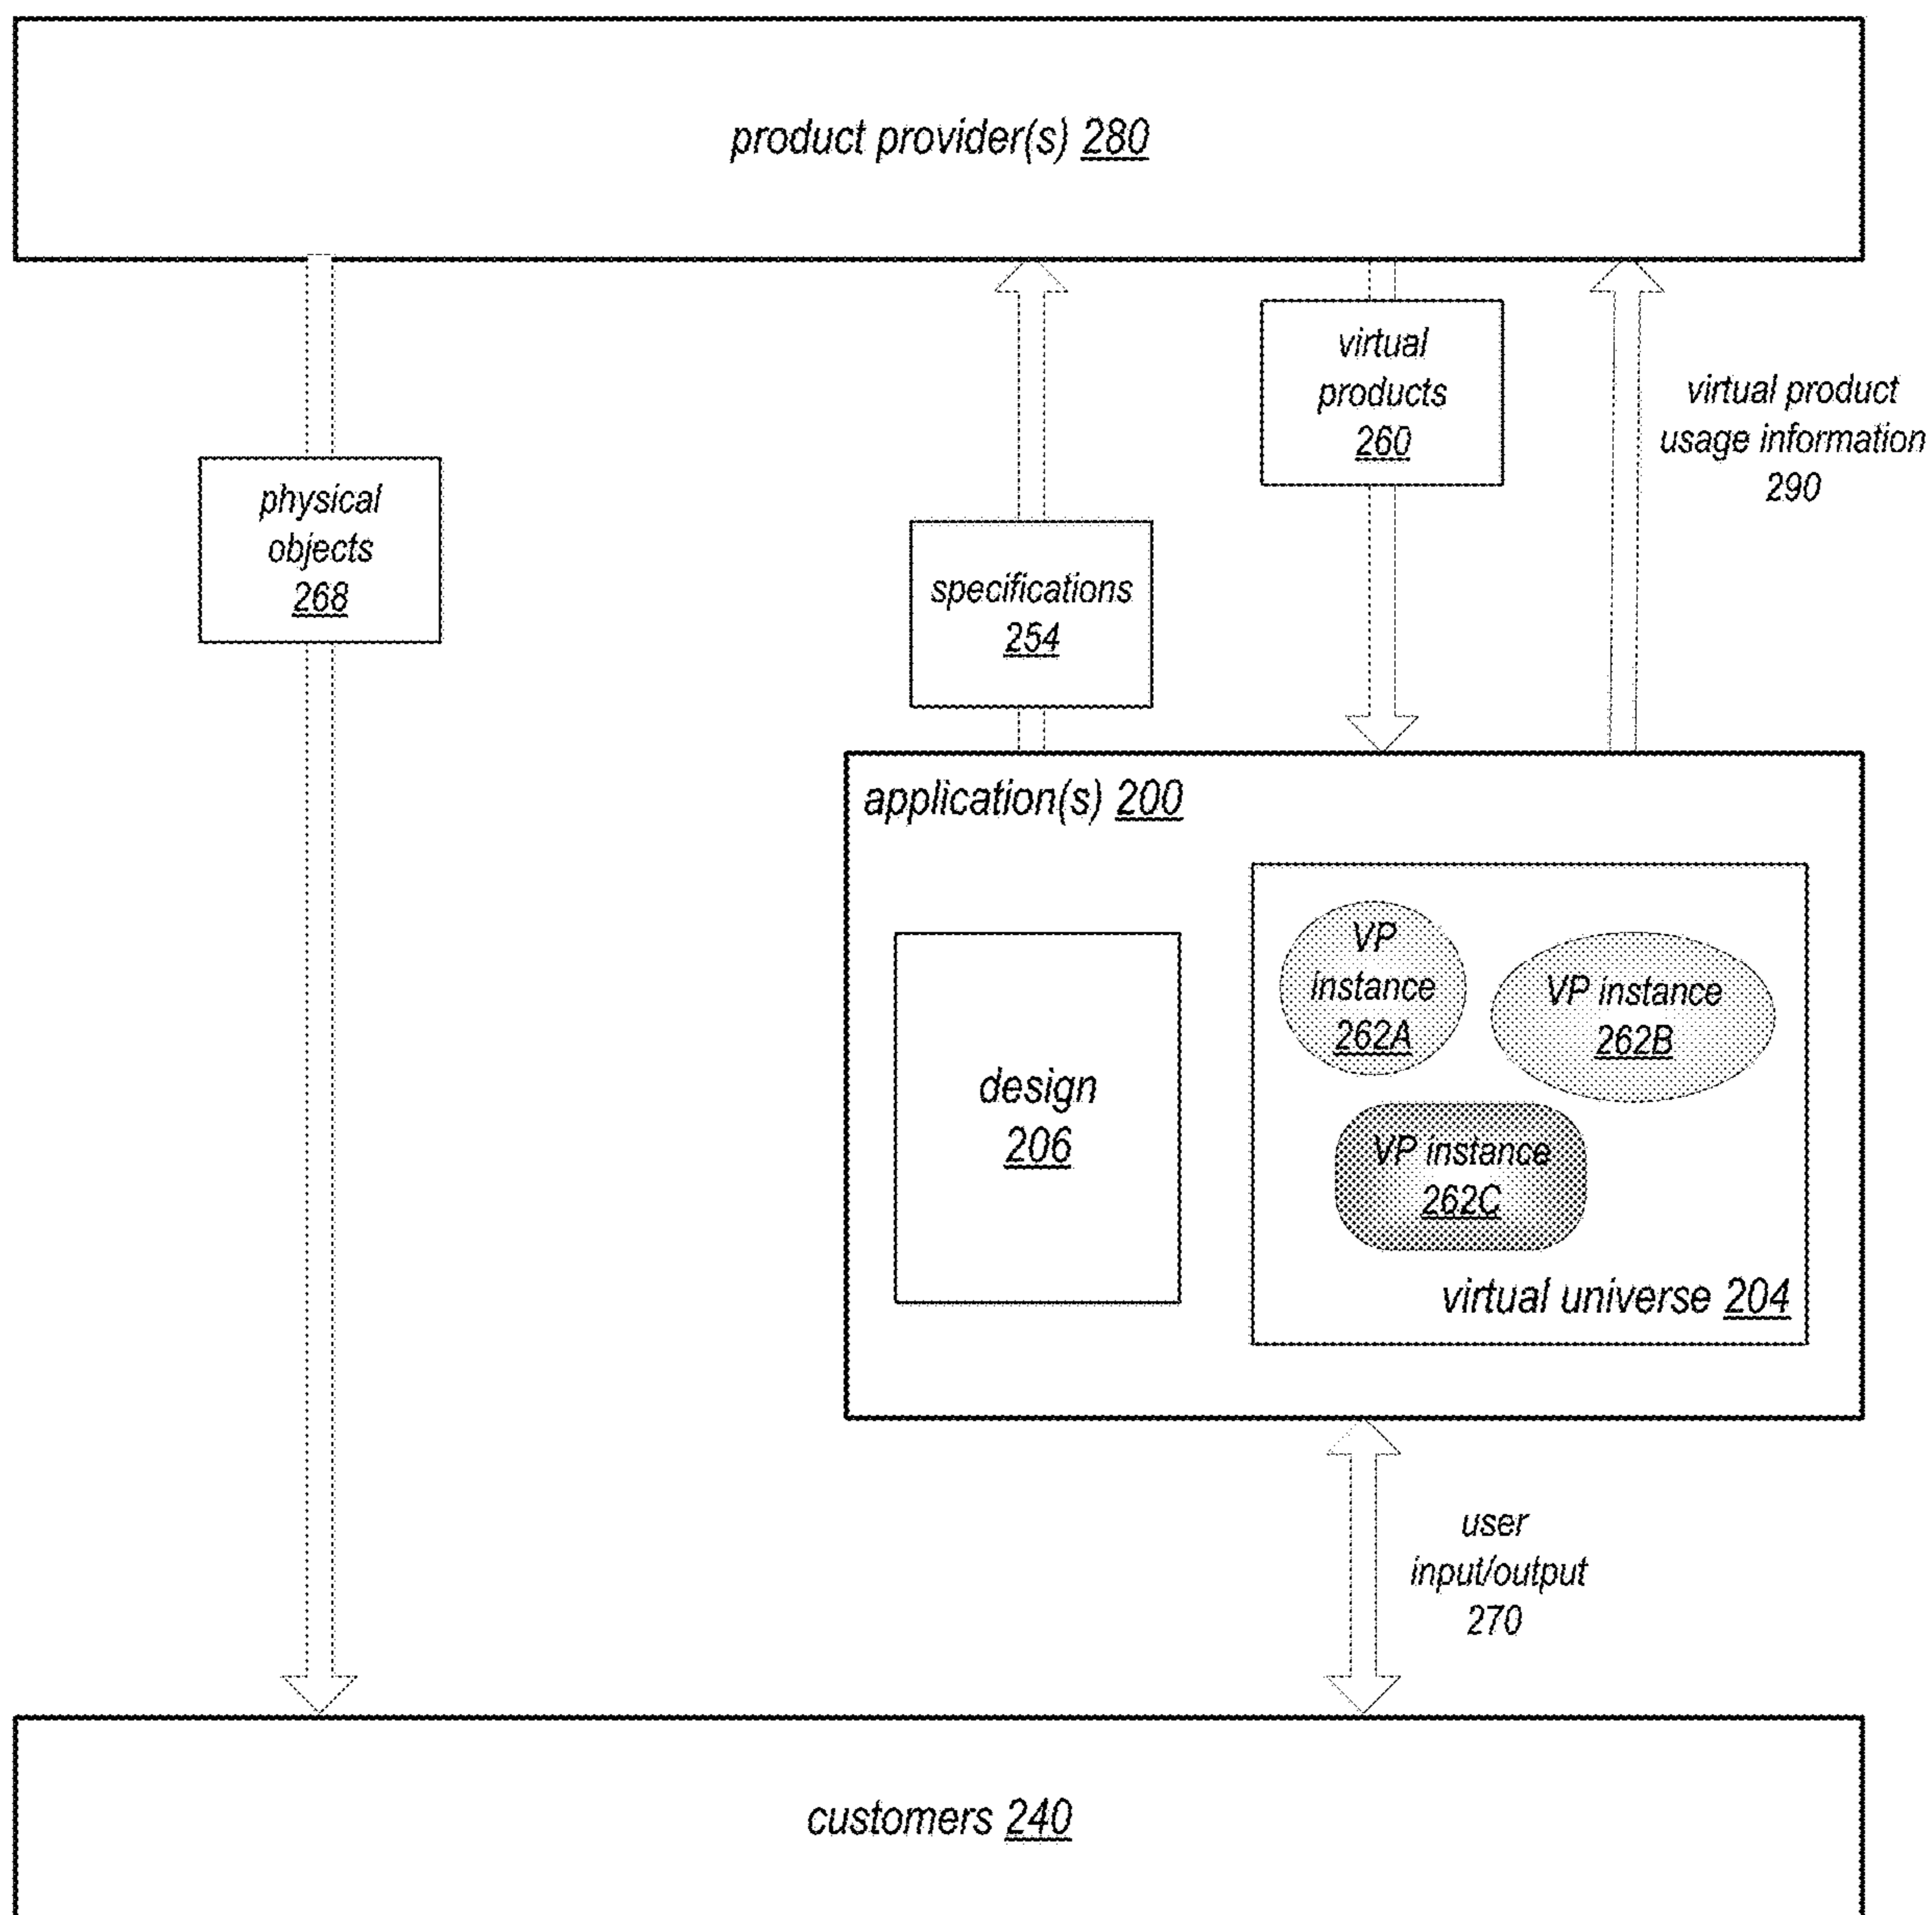 product provider(s) 280
virtual
products
260
virtual product
usage information
290
physical
objects
268
specifications
254
application(s) 200
VP
instance
262A
VP instance
262B
design
206
VP instance
262C
virtual universe 204
user
input/output
270
customers 240